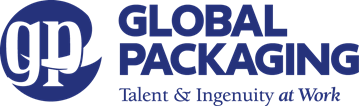 gp
GLOBAL
PACKAGING
Talent & Ingenuity at Work